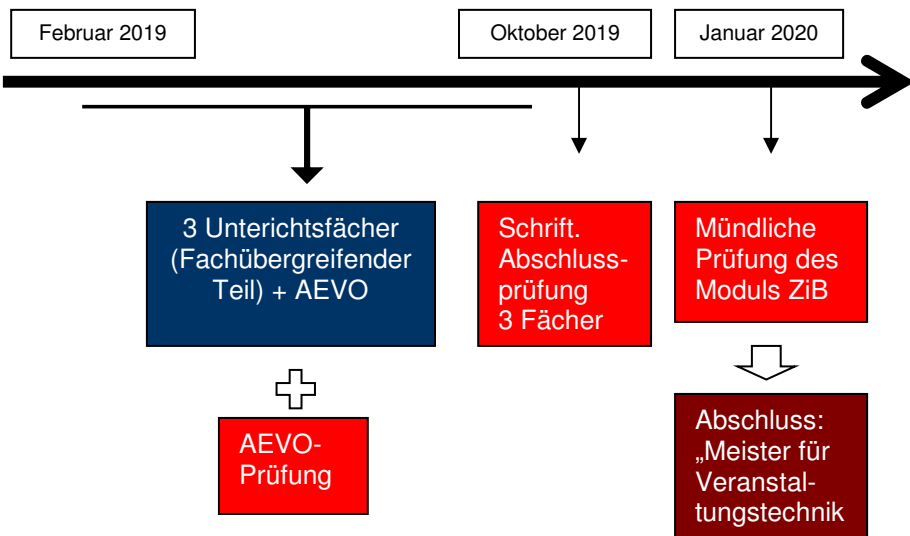 Februar 2019
Oktober 2019
Januar 2020
3 Unterichtsfächer
(Fachübergreifender
Teil) + AEVO
Schrift.
Abschluss-
prüfung
3 Fächer
Mündliche
Prüfung des
Moduls ZiB
AEVO-
Prüfung
Abschluss:
„Meister für
Veranstal-
tungstechnik